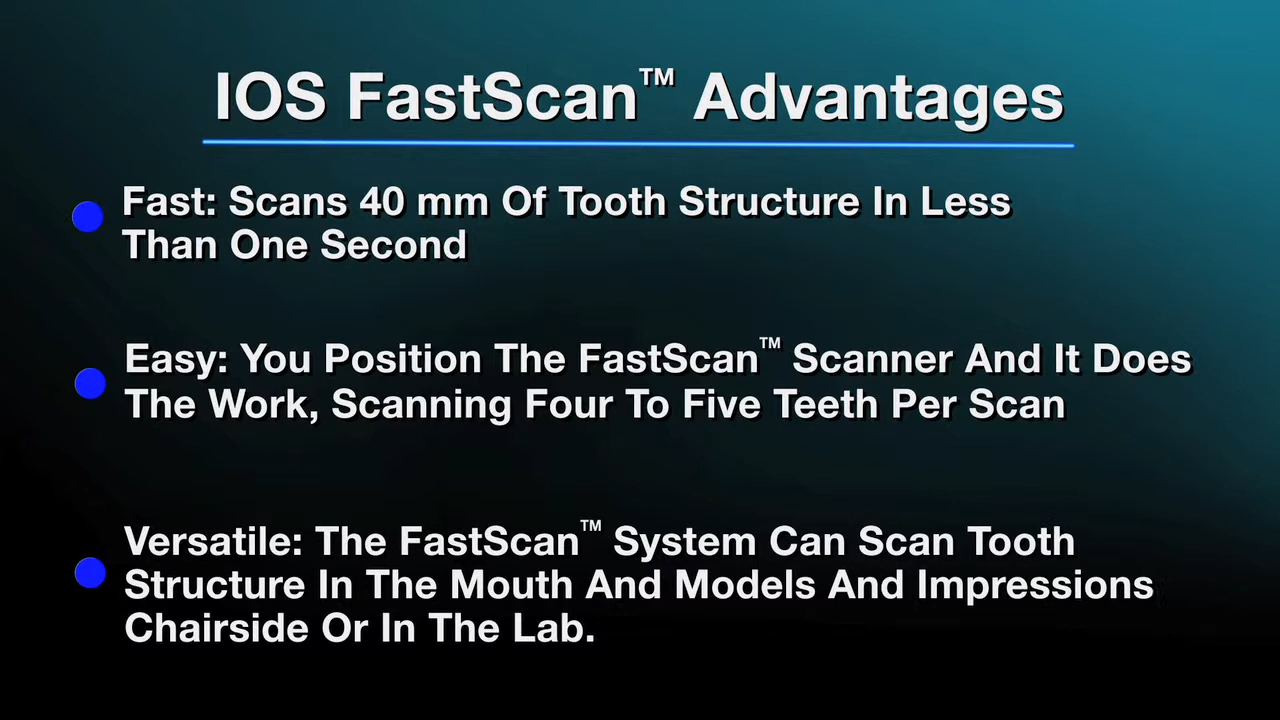 IOS FastScan™ Advantages
Fast: Scans 40 mm Of Tooth Structure In Less
Than One Second
Easy: You Position The FastScan™ Scanner And It Does
The Work, Scanning Four To Five Teeth Per Scan
Versatile: The FastScan™ System Can Scan Tooth
Structure In The Mouth And Models And Impressions
Chairside Or In The Lab.